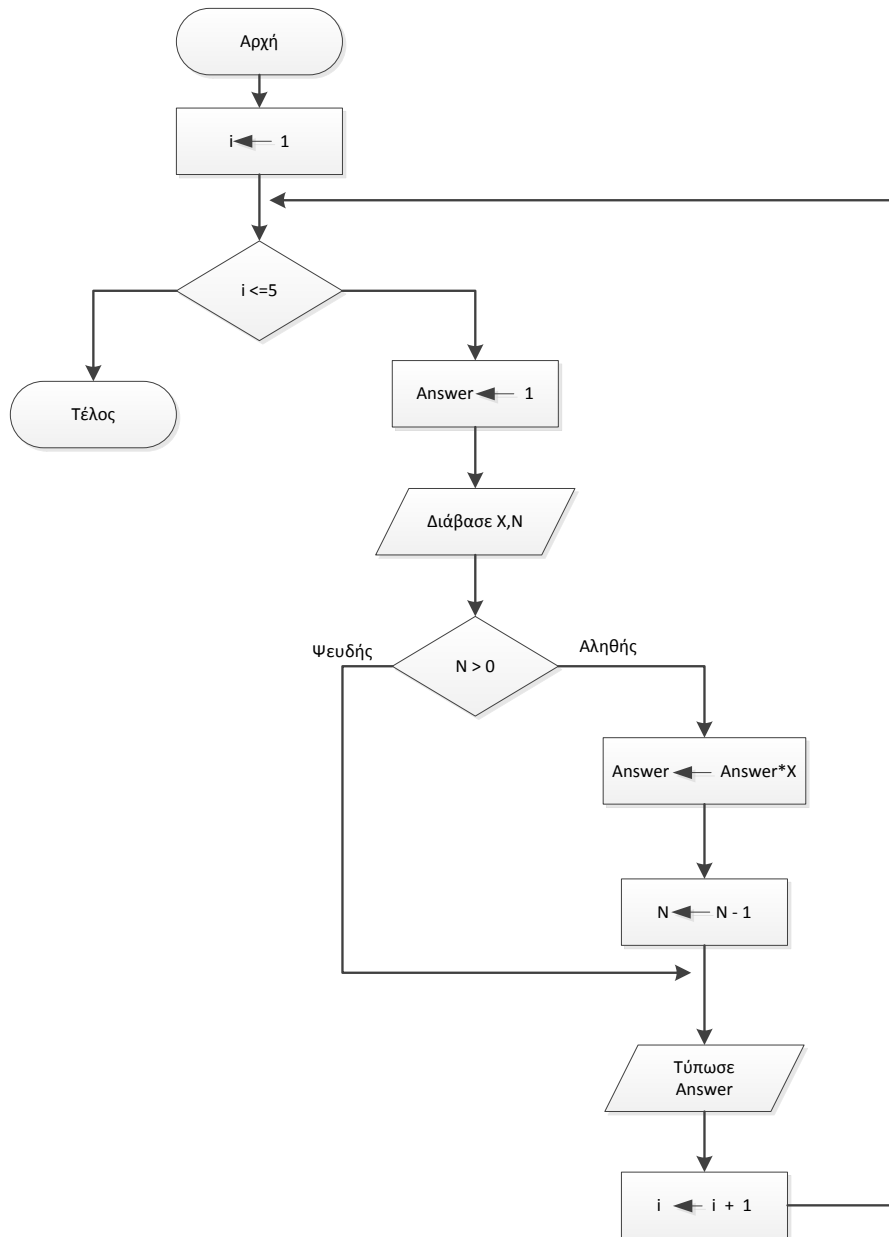 Αρχή
i ← 1
i <=5
Τέλος
Answer ← 1
Διάβασε X,N
Ψευδής
Αληθής
N > 0
Answer ← Answer*X
N ← N - 1
Τύπωσε
Answer
i ← i + 1